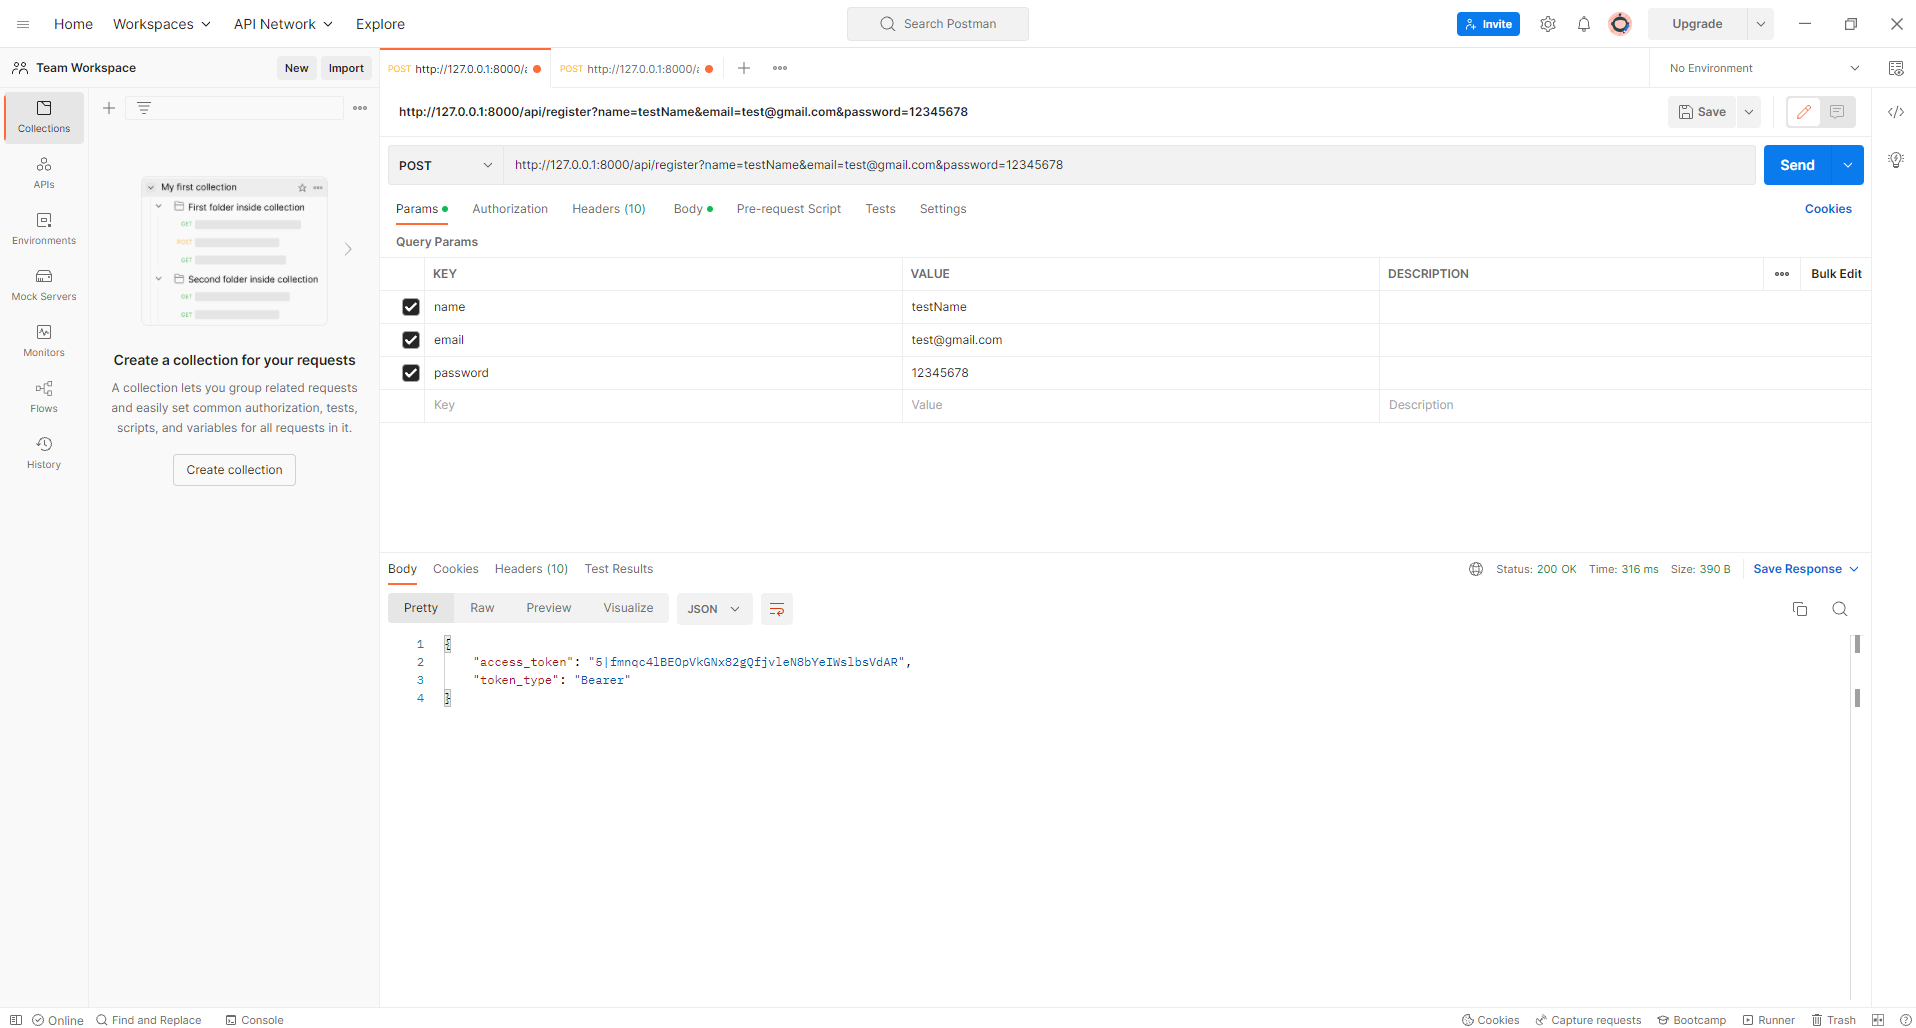 Home Workspaces API Network Explore Search Postman Invite Upgrade
Team Workspace New Import POST http://127.0.0.1:8000/a POST http://127.0.0.1:8000/a No Environment
http://127.0.0.1:8000/api/register?name=testName&email=test@gmail.com&password=12345678 Save
POST http://127.0.0.1:8000/api/register?name=testName&email=test@gmail.com&password=12345678 Send
Params Authorization Headers (10) Body Pre-request Script Tests Settings Cookies
Query Params
KEY VALUE DESCRIPTION Bulk Edit
name testName
email test@gmail.com
password 12345678
Key Value Description
Collections
APIs
Environments
Mock Servers
Monitors
Flows
History
My first collection
First folder inside collection
GET
POST
GET
Second folder inside collection
GET
GET
Create a collection for your requests
A collection lets you group related requests
and easily set common authorization, tests,
scripts, and variables for all requests in it.
Create collection
Body Cookies Headers (10) Test Results Status: 200 OK Time: 316 ms Size: 390 B Save Response
Pretty Raw Preview Visualize JSON
1 {
2 "access_token": "5|fmnqc4lBEOpVkGNx82gQfjvleN8bYeIWslbsVdAR",
3 "token_type": "Bearer"
4 }
Online Find and Replace Console Cookies Capture requests Bootcamp Runner Trash